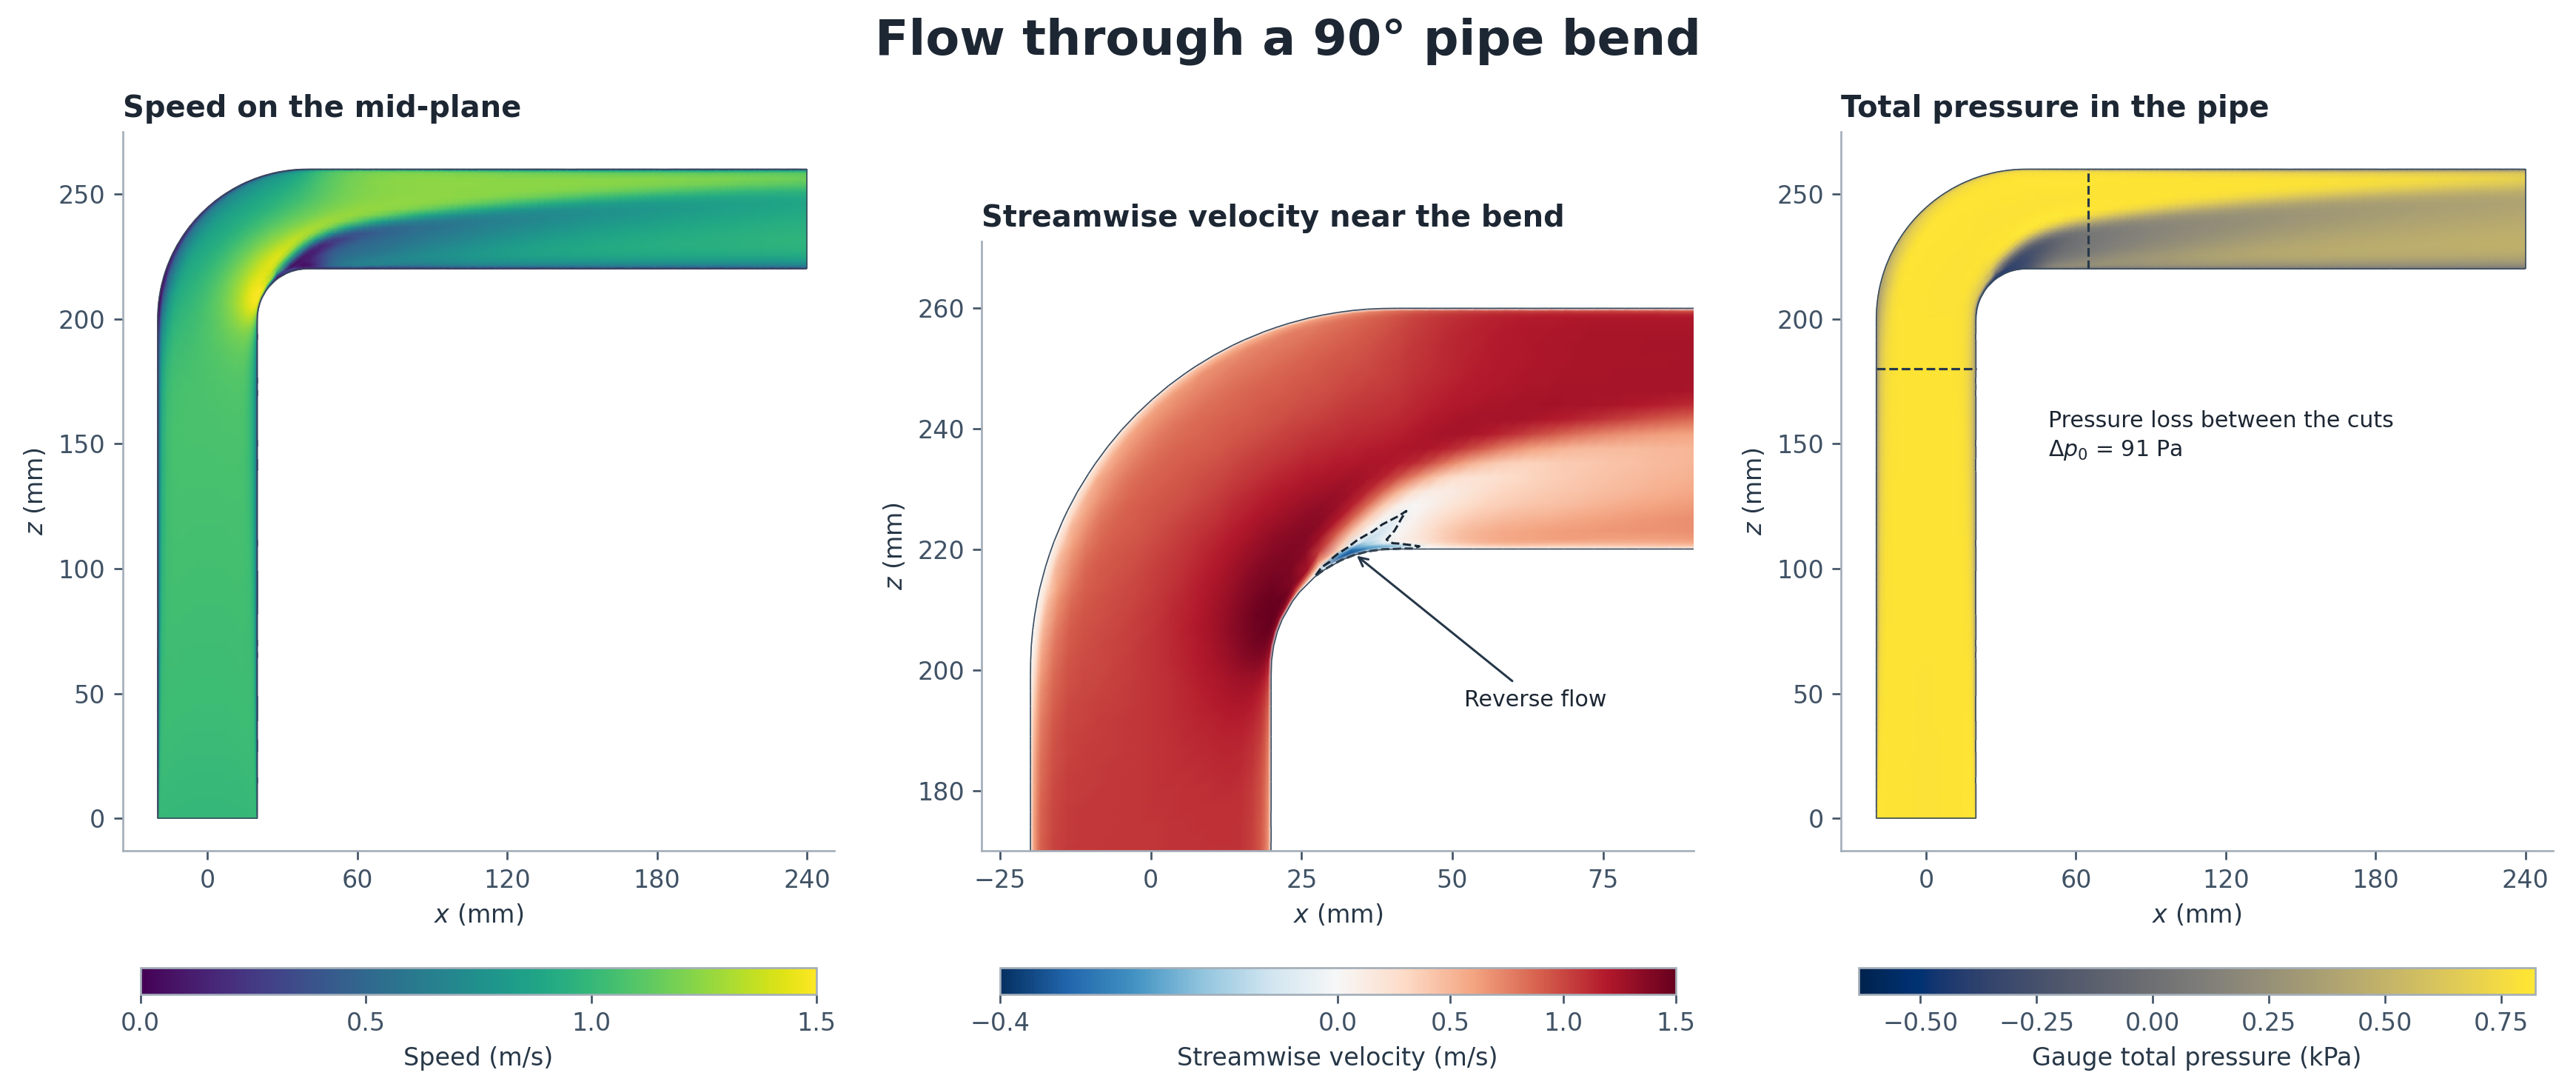 Flow through a 90° pipe bend
Speed on the mid-plane
250
200
150
100
50
0
z (mm)
0 60 120 180 240
x (mm)
0.0 0.5 1.0 1.5
Speed (m/s)
Streamwise velocity near the bend
260
240
220
200
180
z (mm)
Reverse flow
−25 0 25 50 75
x (mm)
−0.4 0.0 0.5 1.0 1.5
Streamwise velocity (m/s)
Total pressure in the pipe
250
200
150
100
50
0
z (mm)
Pressure loss between the cuts
Δp₀ = 91 Pa
0 60 120 180 240
x (mm)
−0.50 −0.25 0.00 0.25 0.50 0.75
Gauge total pressure (kPa)